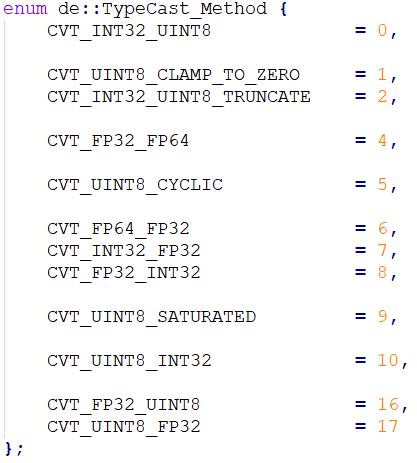 enum de::TypeCast_Method {
CVT_INT32_UINT8 = 0,
CVT_UINT8_CLAMP_TO_ZERO = 1,
CVT_INT32_UINT8_TRUNCATE = 2,
CVT_FP32_FP64 = 4,
CVT_UINT8_CYCLIC = 5,
CVT_FP64_FP32 = 6,
CVT_INT32_FP32 = 7,
CVT_FP32_INT32 = 8,
CVT_UINT8_SATURATED = 9,
CVT_UINT8_INT32 = 10,
CVT_FP32_UINT8 = 16,
CVT_UINT8_FP32 = 17
};